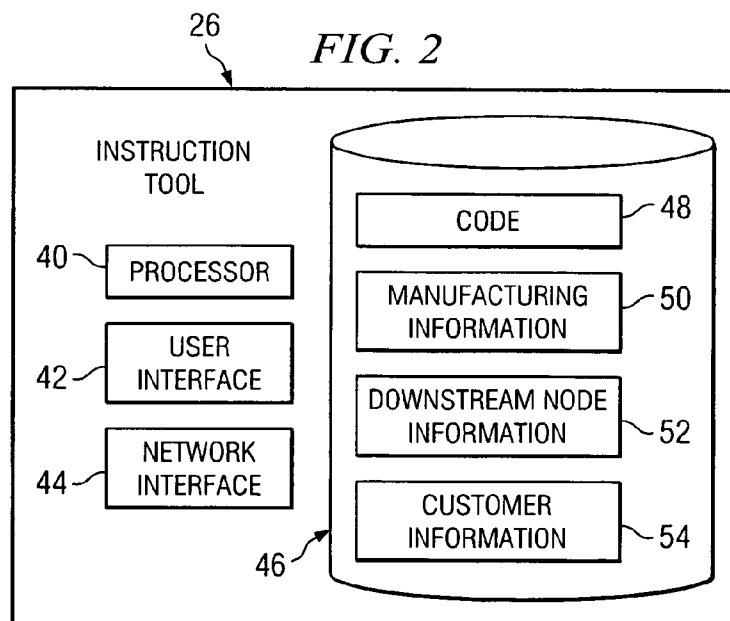 26
FIG. 2
INSTRUCTION
TOOL
40
PROCESSOR
42
USER
INTERFACE
44
NETWORK
INTERFACE
CODE
48
MANUFACTURING
INFORMATION
50
DOWNSTREAM NODE
INFORMATION
52
CUSTOMER
INFORMATION
54
46